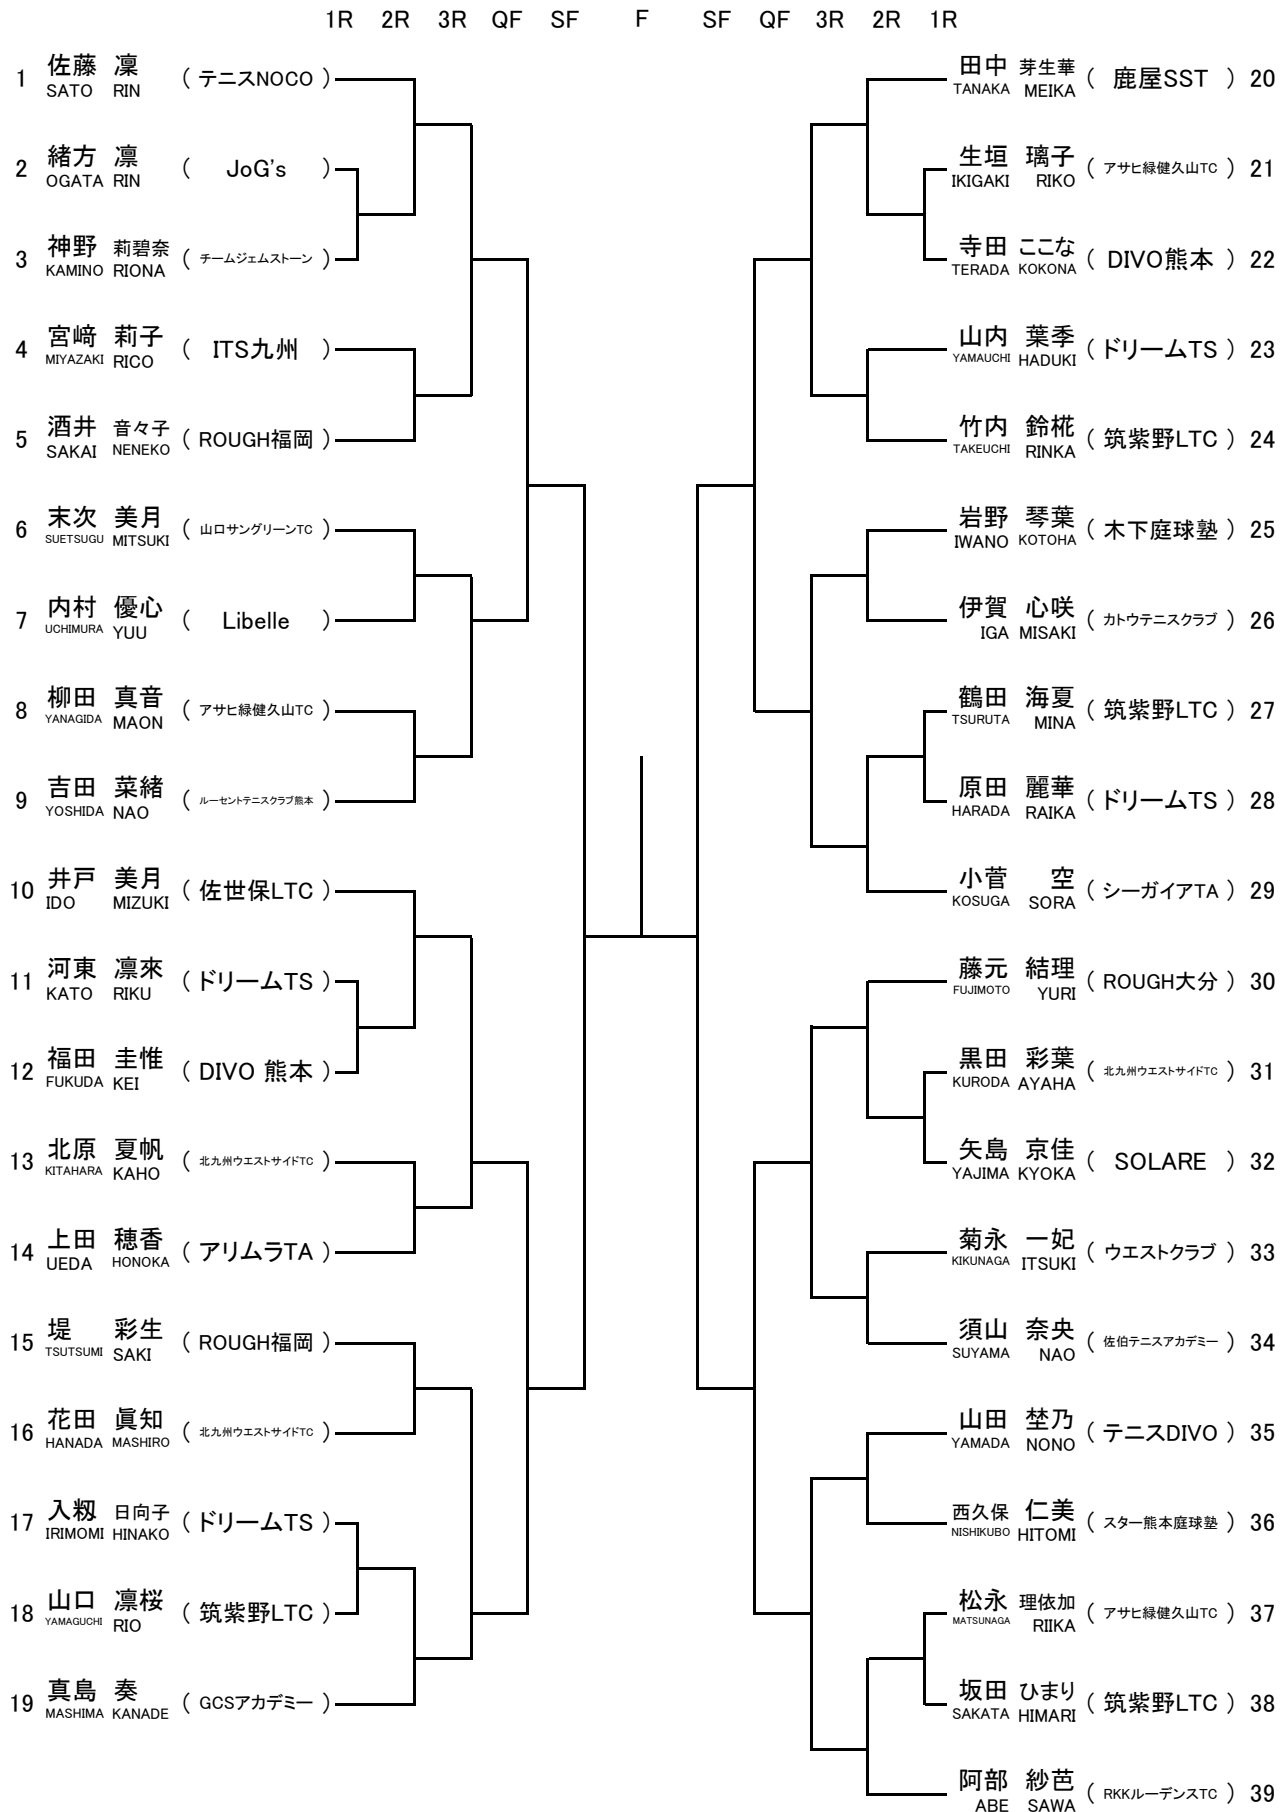 1R 2R 3R QF SF F SF QF 3R 2R 1R
1 佐藤 凜 ( テニスNOCO )
SATO RIN
2 緒方 凛 ( JoG's )
OGATA RIN
3 神野 莉碧奈 ( チームジェムストーン )
KAMINO RIONA
4 宮﨑 莉子 ( ITS九州 )
MIYAZAKI RICO
5 酒井 音々子 ( ROUGH福岡 )
SAKAI NENEKO
6 末次 美月 ( 山口サングリーンTC )
SUETSUGU MITSUKI
7 内村 優心 ( Libelle )
UCHIMURA YUU
8 柳田 真音 ( アサヒ緑健久山TC )
YANAGIDA MAON
9 吉田 菜緒 ( ルーセントテニスクラブ熊本 )
YOSHIDA NAO
10 井戸 美月 ( 佐世保LTC )
IDO MIZUKI
11 河東 凛來 ( ドリームTS )
KATO RIKU
12 福田 圭惟 ( DIVO 熊本 )
FUKUDA KEI
13 北原 夏帆 ( 北九州ウエストサイドTC )
KITAHARA KAHO
14 上田 穂香 ( アリムラTA )
UEDA HONOKA
15 堤 彩生 ( ROUGH福岡 )
TSUTSUMI SAKI
16 花田 眞知 ( 北九州ウエストサイドTC )
HANADA MASHIRO
17 入籾 日向子 ( ドリームTS )
IRIMOMI HINAKO
18 山口 凛桜 ( 筑紫野LTC )
YAMAGUCHI RIO
19 真島 奏 ( GCSアカデミー )
MASHIMA KANADE
田中 芽生華 ( 鹿屋SST ) 20
TANAKA MEIKA
生垣 璃子 ( アサヒ緑健久山TC ) 21
IKIGAKI RIKO
寺田 ここな ( DIVO熊本 ) 22
TERADA KOKONA
山内 葉季 ( ドリームTS ) 23
YAMAUCHI HADUKI
竹内 鈴椛 ( 筑紫野LTC ) 24
TAKEUCHI RINKA
岩野 琴葉 ( 木下庭球塾 ) 25
IWANO KOTOHA
伊賀 心咲 ( カトウテニスクラブ ) 26
IGA MISAKI
鶴田 海夏 ( 筑紫野LTC ) 27
TSURUTA MINA
原田 麗華 ( ドリームTS ) 28
HARADA RAIKA
小菅 空 ( シーガイアTA ) 29
KOSUGA SORA
藤元 結理 ( ROUGH大分 ) 30
FUJIMOTO YURI
黒田 彩葉 ( 北九州ウエストサイドTC ) 31
KURODA AYAHA
矢島 京佳 ( SOLARE ) 32
YAJIMA KYOKA
菊永 一妃 ( ウエストクラブ ) 33
KIKUNAGA ITSUKI
須山 奈央 ( 佐伯テニスアカデミー ) 34
SUYAMA NAO
山田 埜乃 ( テニスDIVO ) 35
YAMADA NONO
西久保 仁美 ( スター熊本庭球塾 ) 36
NISHIKUBO HITOMI
松永 理依加 ( アサヒ緑健久山TC ) 37
MATSUNAGA RIIKA
坂田 ひまり ( 筑紫野LTC ) 38
SAKATA HIMARI
阿部 紗芭 ( RKKルーデンスTC ) 39
ABE SAWA